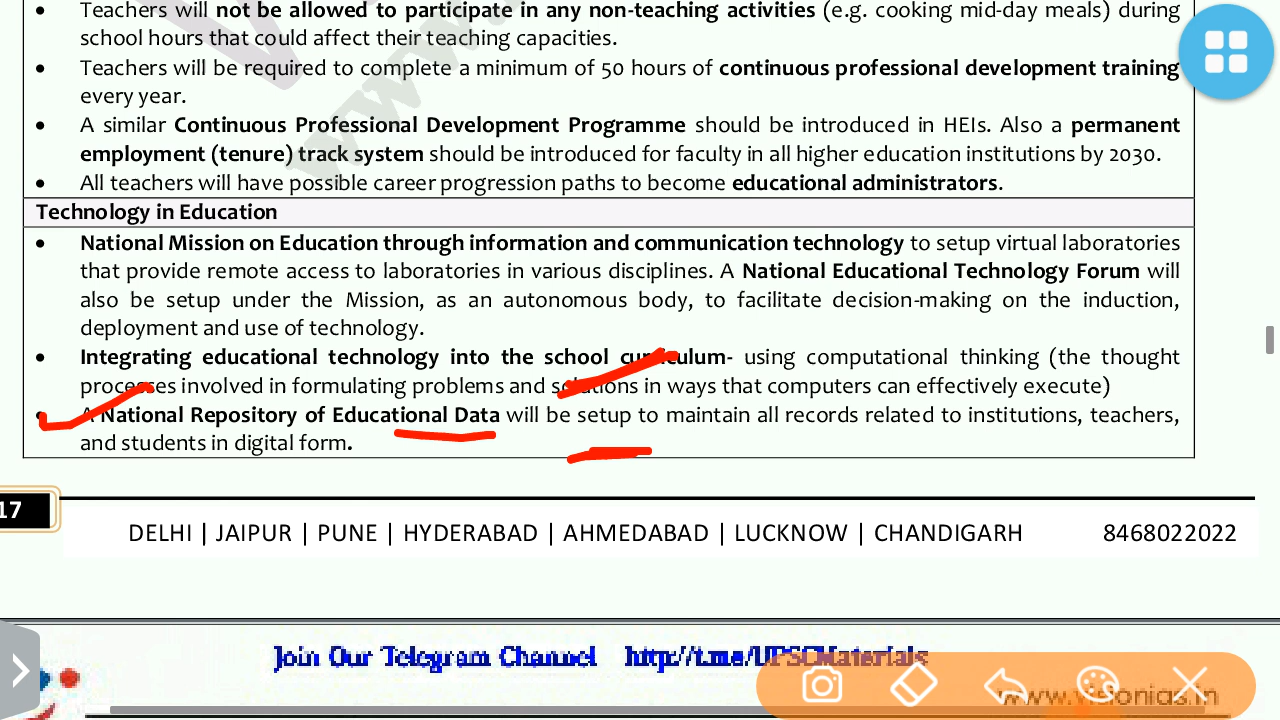 • Teachers will not be allowed to participate in any non-teaching activities (e.g. cooking mid-day meals) during
school hours that could affect their teaching capacities.
• Teachers will be required to complete a minimum of 50 hours of continuous professional development training
every year.
• A similar Continuous Professional Development Programme should be introduced in HEIs. Also a permanent
employment (tenure) track system should be introduced for faculty in all higher education institutions by 2030.
• All teachers will have possible career progression paths to become educational administrators.
Technology in Education
• National Mission on Education through information and communication technology to setup virtual laboratories
that provide remote access to laboratories in various disciplines. A National Educational Technology Forum will
also be setup under the Mission, as an autonomous body, to facilitate decision-making on the induction,
deployment and use of technology.
• Integrating educational technology into the school curriculum- using computational thinking (the thought
processes involved in formulating problems and solutions in ways that computers can effectively execute)
• A National Repository of Educational Data will be setup to maintain all records related to institutions, teachers,
and students in digital form.
17
DELHI | JAIPUR | PUNE | HYDERABAD | AHMEDABAD | LUCKNOW | CHANDIGARH 8468022022
Join Our Telegram Channel http://t.me/UPSCMaterials
www.visionias.in